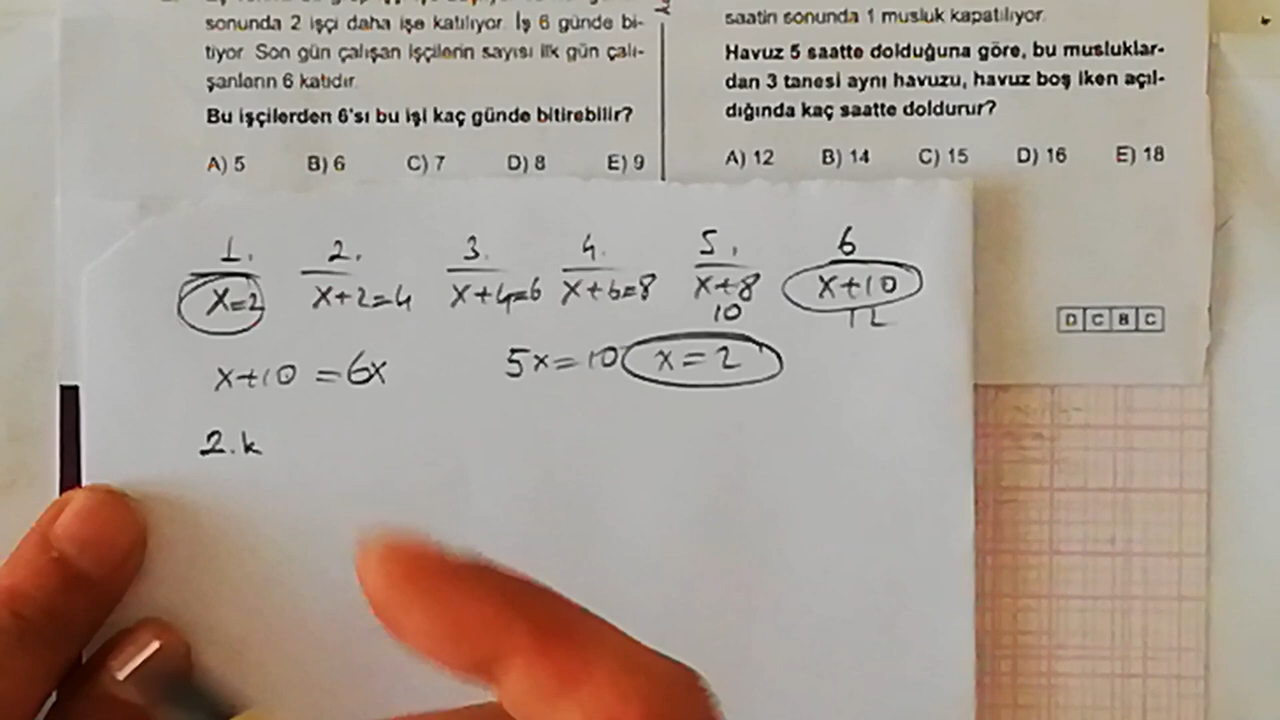 sonunda 2 işçi daha işe katılıyor. İş 6 günde bi-
tiyor Son gün çalışan işçilerin sayısı ilk gün çalı-
şanların 6 katıdır
Bu işçilerden 6'sı bu işi kaç günde bitirebilir?
A) 5 B) 6 C) 7 D) 8 E) 9
saatin sonunda 1 musluk kapatılıyor.
Havuz 5 saatte dolduğuna göre, bu musluklar-
dan 3 tanesi aynı havuzu, havuz boş iken açıl-
dığında kaç saatte doldurur?
A) 12 B) 14 C) 15 D) 16 E) 18
D C B C
1. 2. 3. 4. 5. 6
x=2 x+2=4 x+4=6 x+6=8 x+8 x+10
10 12
x+10 = 6x 5x=10 x=2
2.k